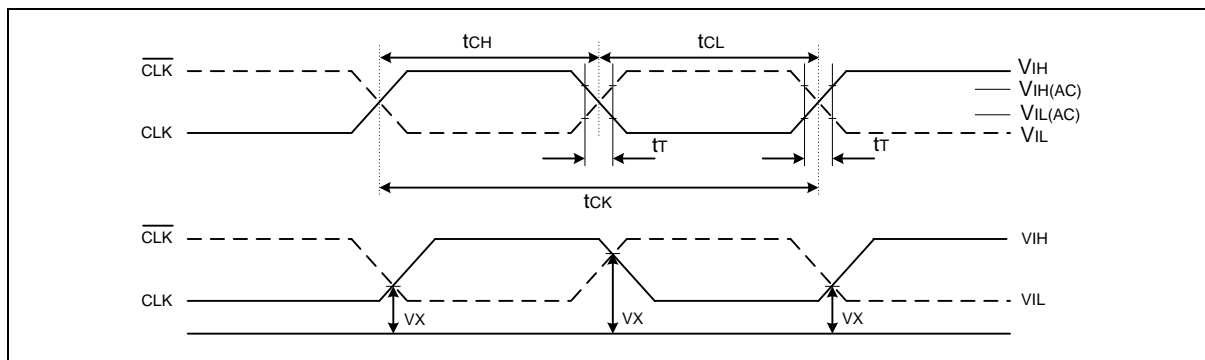 tCH tCL
CLK VIH
VIH(AC)
VIL(AC)
CLK VIL
tT tT
tCK
CLK VIH
CLK VIL
VX VX VX